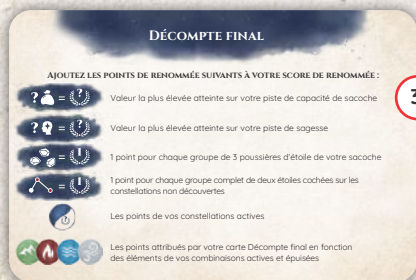 Décompte final
Ajoutez les points de renommée suivants à votre score de renommée :
? = ? Valeur la plus élevée atteinte sur votre piste de capacité de sacoche
? = ? Valeur la plus élevée atteinte sur votre piste de sagesse
= 1 1 point pour chaque groupe de 3 poussières d'étoile de votre sacoche
= 1 1 point pour chaque groupe complet de deux étoiles cochées sur les
constellations non découvertes
Les points de vos constellations actives
Les points attribués par votre carte Décompte final en fonction
des éléments de vos combinaisons actives et épuisées